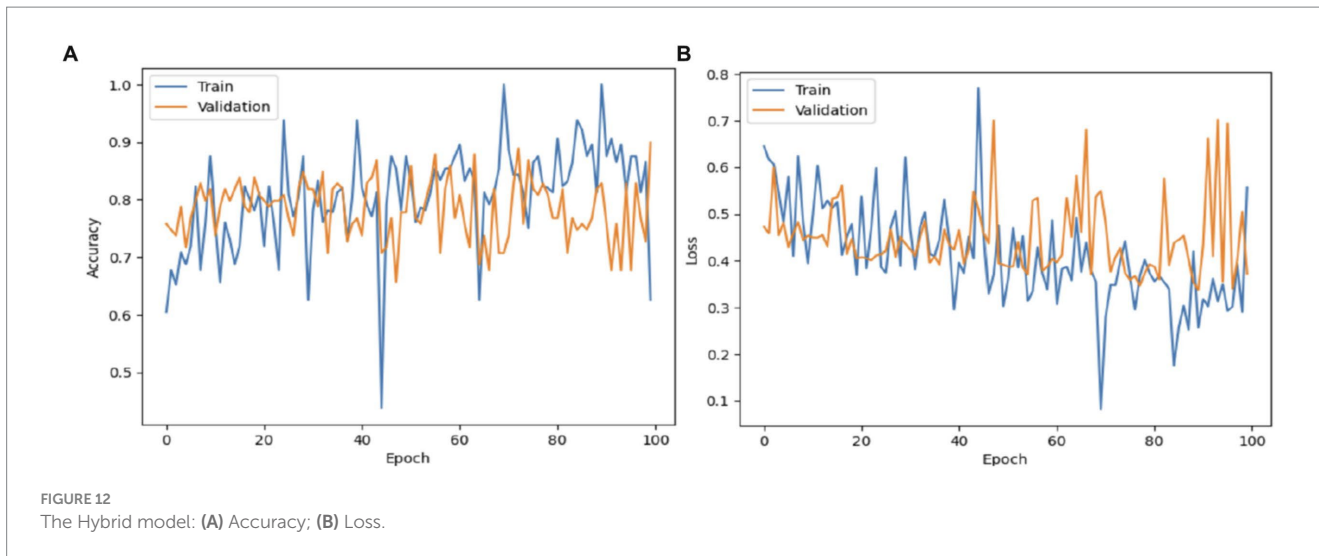 A
Train
Validation
1.0
0.9
0.8
0.7
0.6
0.5
Accuracy
0
20
40
60
80
100
Epoch
B
Train
Validation
0.8
0.7
0.6
0.5
0.4
0.3
0.2
0.1
Loss
0
20
40
60
80
100
Epoch
FIGURE 12
The Hybrid model: (A) Accuracy; (B) Loss.